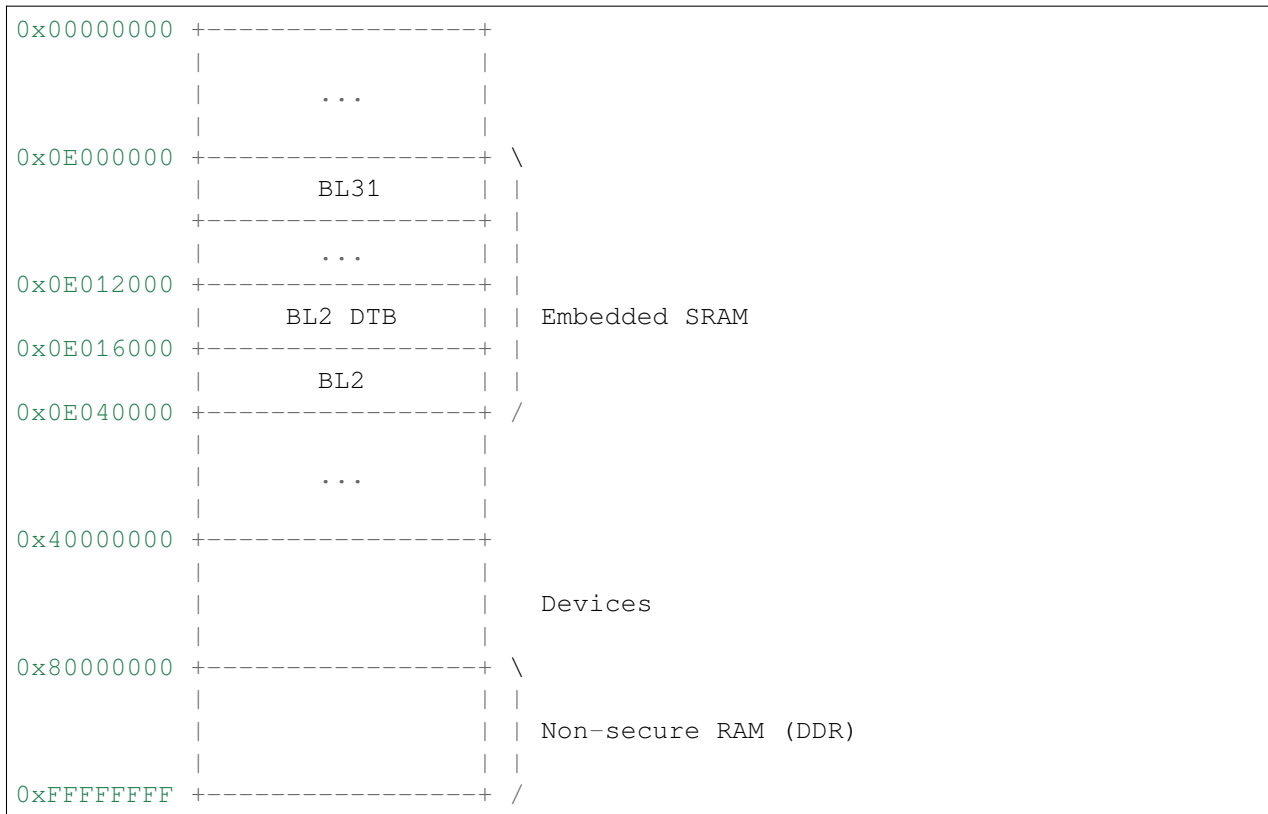 0x00000000 +-----------------+
           |                 |
           |       ...       |
           |                 |
0x0E000000 +-----------------+ \
           |       BL31      | |
           +-----------------+ |
           |       ...       | |
0x0E012000 +-----------------+ |
           |     BL2 DTB     | | Embedded SRAM
0x0E016000 +-----------------+ |
           |       BL2       | |
0x0E040000 +-----------------+ /
           |                 |
           |       ...       |
           |                 |
0x40000000 +-----------------+
           |                 |
           |                 |   Devices
           |                 |
0x80000000 +-----------------+ \
           |                 | |
           |                 | | Non-secure RAM (DDR)
           |                 | |
0xFFFFFFFF +-----------------+ /